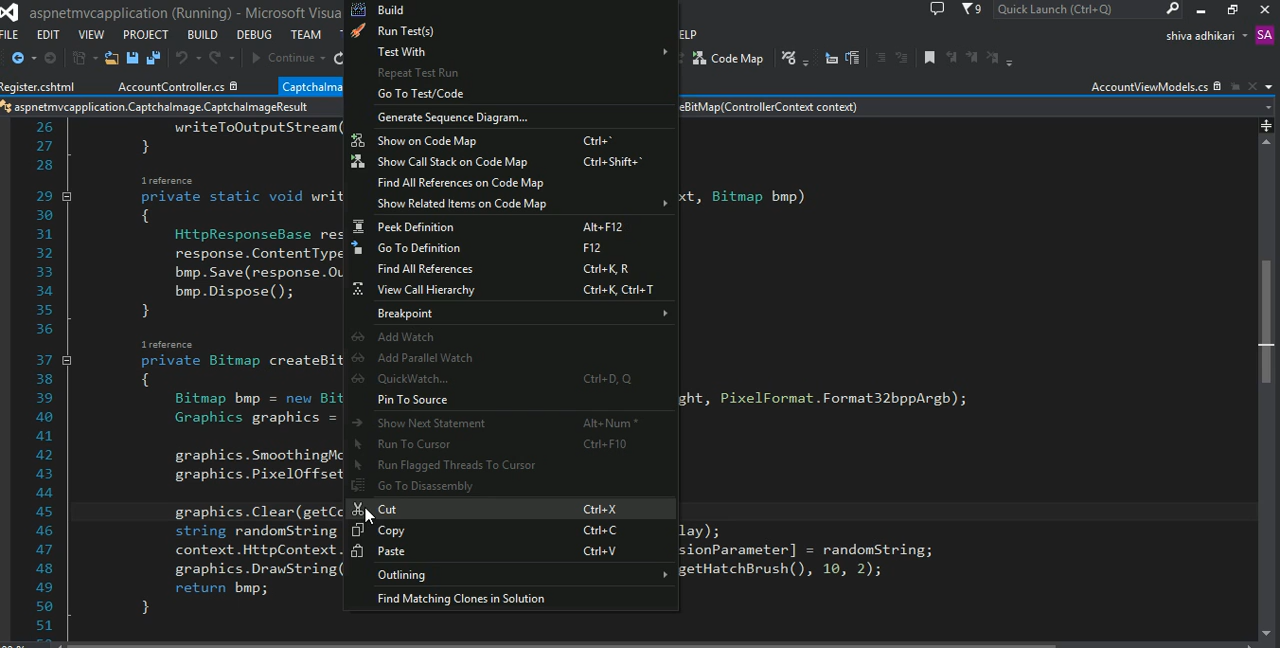 aspnetmvcapplication (Running) - Microsoft Visua
9
Quick Launch (Ctrl+Q)
FILE EDIT VIEW PROJECT BUILD DEBUG TEAM
ELP
shiva adhikari
SA
Continue
Code Map
Register.cshtml
AccountController.cs
CaptchaIma
AccountViewModels.cs
aspnetmvcapplication.CaptchaImage.CaptchaImageResult
eBitMap(ControllerContext context)
26 writeToOutputStream(
27 }
28
1 reference
29 private static void writ
xt, Bitmap bmp)
30 {
31 HttpResponseBase res
32 response.ContentType
33 bmp.Save(response.Ou
34 bmp.Dispose();
35 }
36
1 reference
37 private Bitmap createBit
38 {
39 Bitmap bmp = new Bit
ght, PixelFormat.Format32bppArgb);
40 Graphics graphics =
41
42 graphics.SmoothingMo
43 graphics.PixelOffset
44
45 graphics.Clear(getCo
46 string randomString
lay);
47 context.HttpContext.
sionParameter] = randomString;
48 graphics.DrawString(
getHatchBrush(), 10, 2);
49 return bmp;
50 }
51
Build
Run Test(s)
Test With
Repeat Test Run
Go To Test/Code
Generate Sequence Diagram...
Show on Code Map Ctrl+`
Show Call Stack on Code Map Ctrl+Shift+`
Find All References on Code Map
Show Related Items on Code Map
Peek Definition Alt+F12
Go To Definition F12
Find All References Ctrl+K, R
View Call Hierarchy Ctrl+K, Ctrl+T
Breakpoint
Add Watch
Add Parallel Watch
QuickWatch... Ctrl+D, Q
Pin To Source
Show Next Statement Alt+Num *
Run To Cursor Ctrl+F10
Run Flagged Threads To Cursor
Go To Disassembly
Cut Ctrl+X
Copy Ctrl+C
Paste Ctrl+V
Outlining
Find Matching Clones in Solution